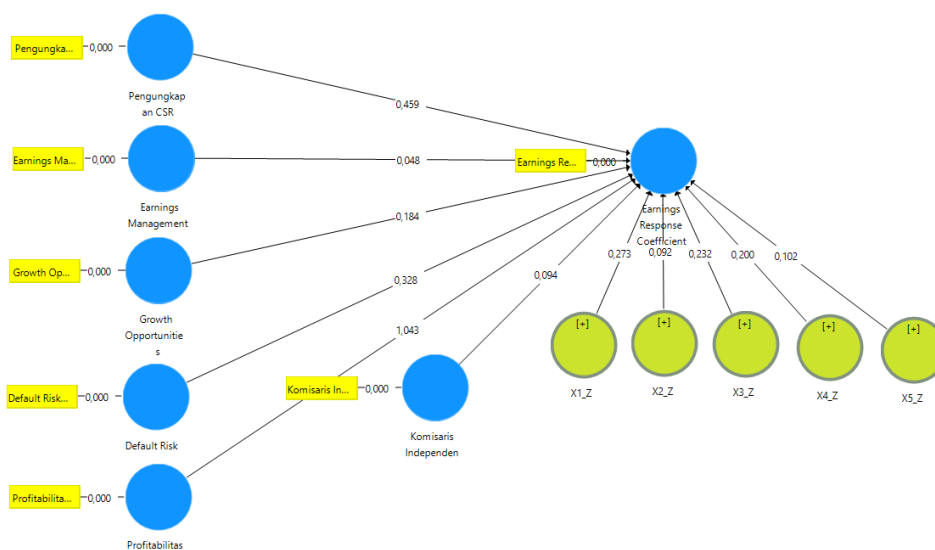 Pengungka...
0,000
Pengungkap
an CSR
0,459
Earnings Ma...
0,000
Earnings
Management
0,048
Earnings Re...
0,000
Earnings
Response
Coefficient
0,184
Growth Op...
0,000
Growth
Opportunitie
s
0,328
0,094
0,273
0,092
0,232
0,200
0,102
[+]
X1_Z
[+]
X2_Z
[+]
X3_Z
[+]
X4_Z
[+]
X5_Z
1,043
Default Risk...
0,000
Default Risk
Komisaris In...
0,000
Komisaris
Independen
Profitabilita...
0,000
Profitabilitas